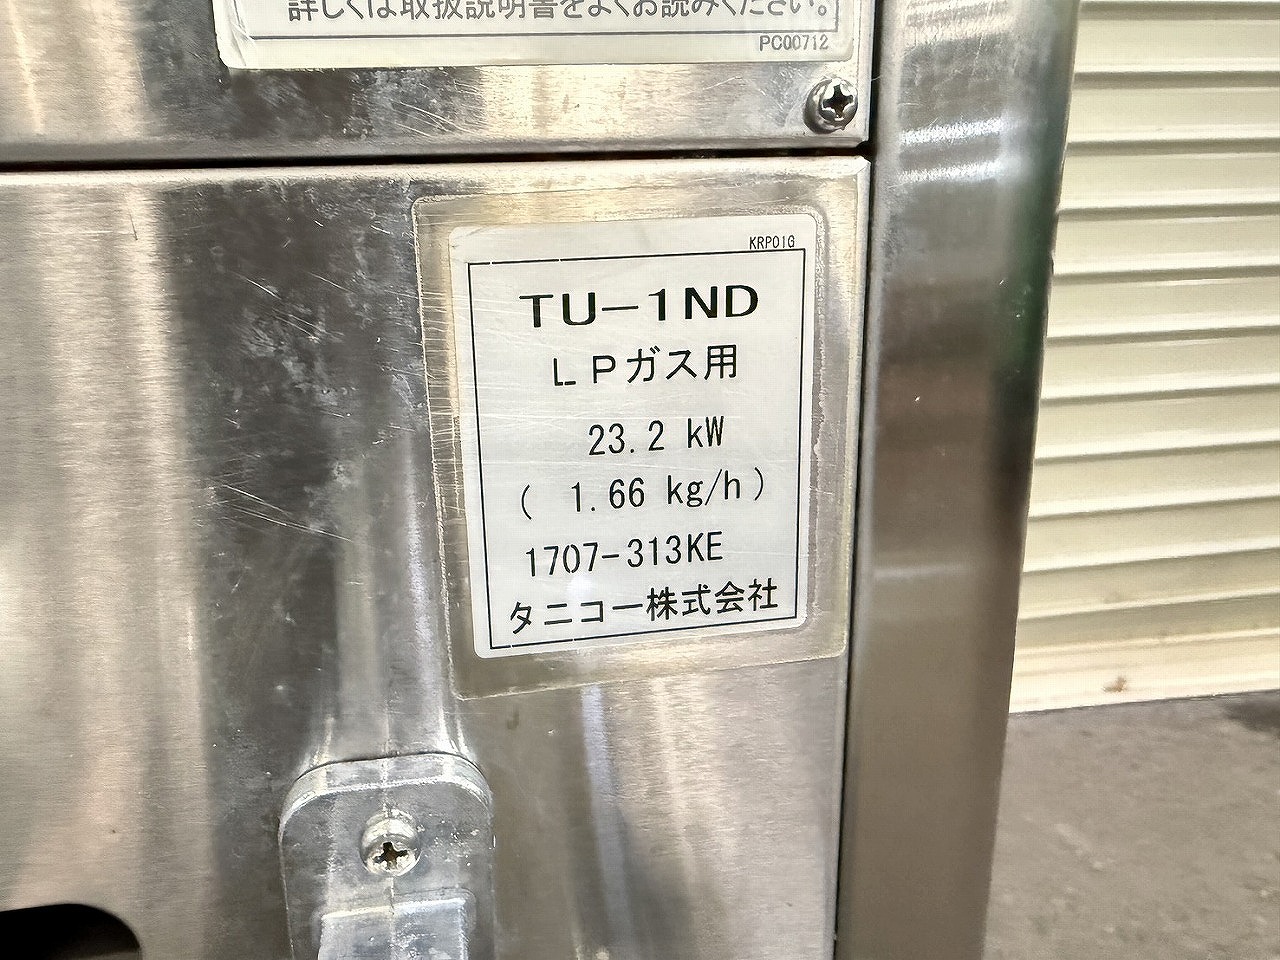 詳しくは取扱説明書をよくお読みください。
PC00712
KRP01G
TU-1ND
LPガス用
23.2 kW
( 1.66 kg/h )
1707-313KE
タニコー株式会社